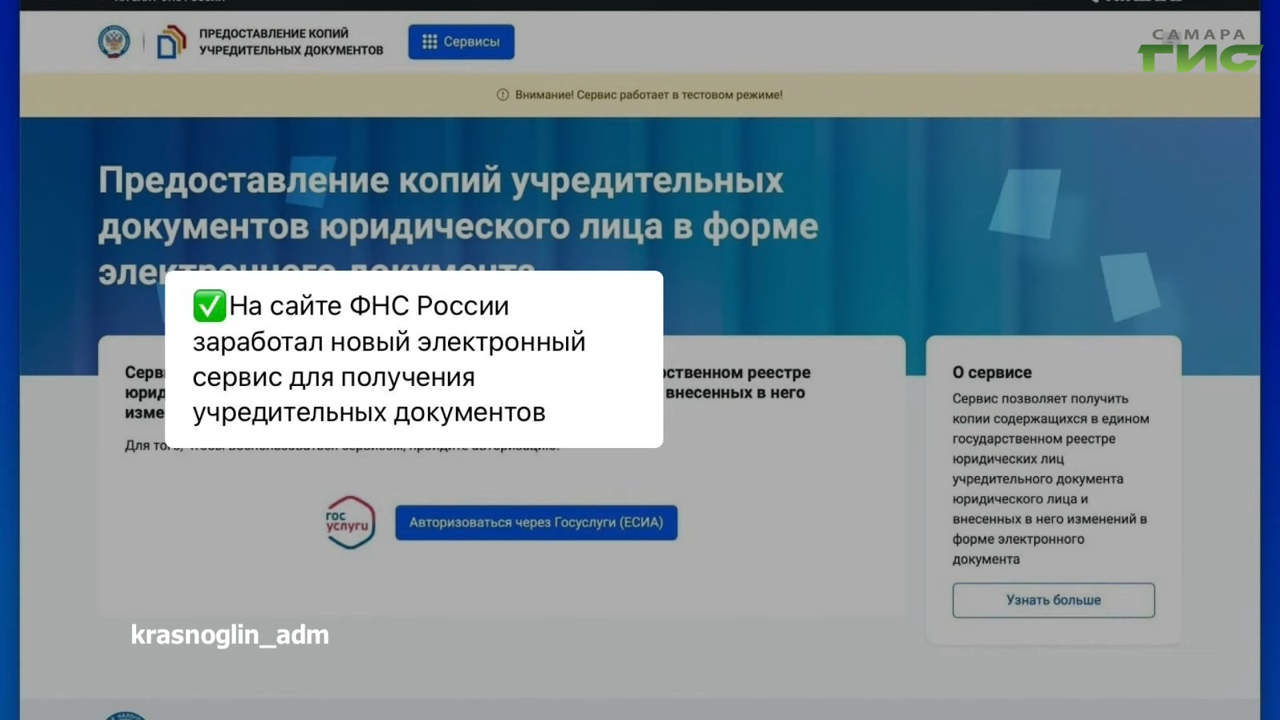 ПРЕДОСТАВЛЕНИЕ КОПИЙ
УЧРЕДИТЕЛЬНЫХ ДОКУМЕНТОВ
Сервисы
САМАРА
ГИС
Внимание! Сервис работает в тестовом режиме!
Предоставление копий учредительных
документов юридического лица в форме
электронного документа
✅На сайте ФНС России
заработал новый электронный
сервис для получения
учредительных документов
реестре
внесенных в него
Для
Авторизоваться через Госуслуги (ЕСИА)
гос
услуги
О сервисе
Сервис позволяет получить
копии содержащихся в едином
государственном реестре
юридических лиц
учредительного документа
юридического лица и
внесенных в него изменений в
форме электронного
документа
Узнать больше
krasnoglin_adm